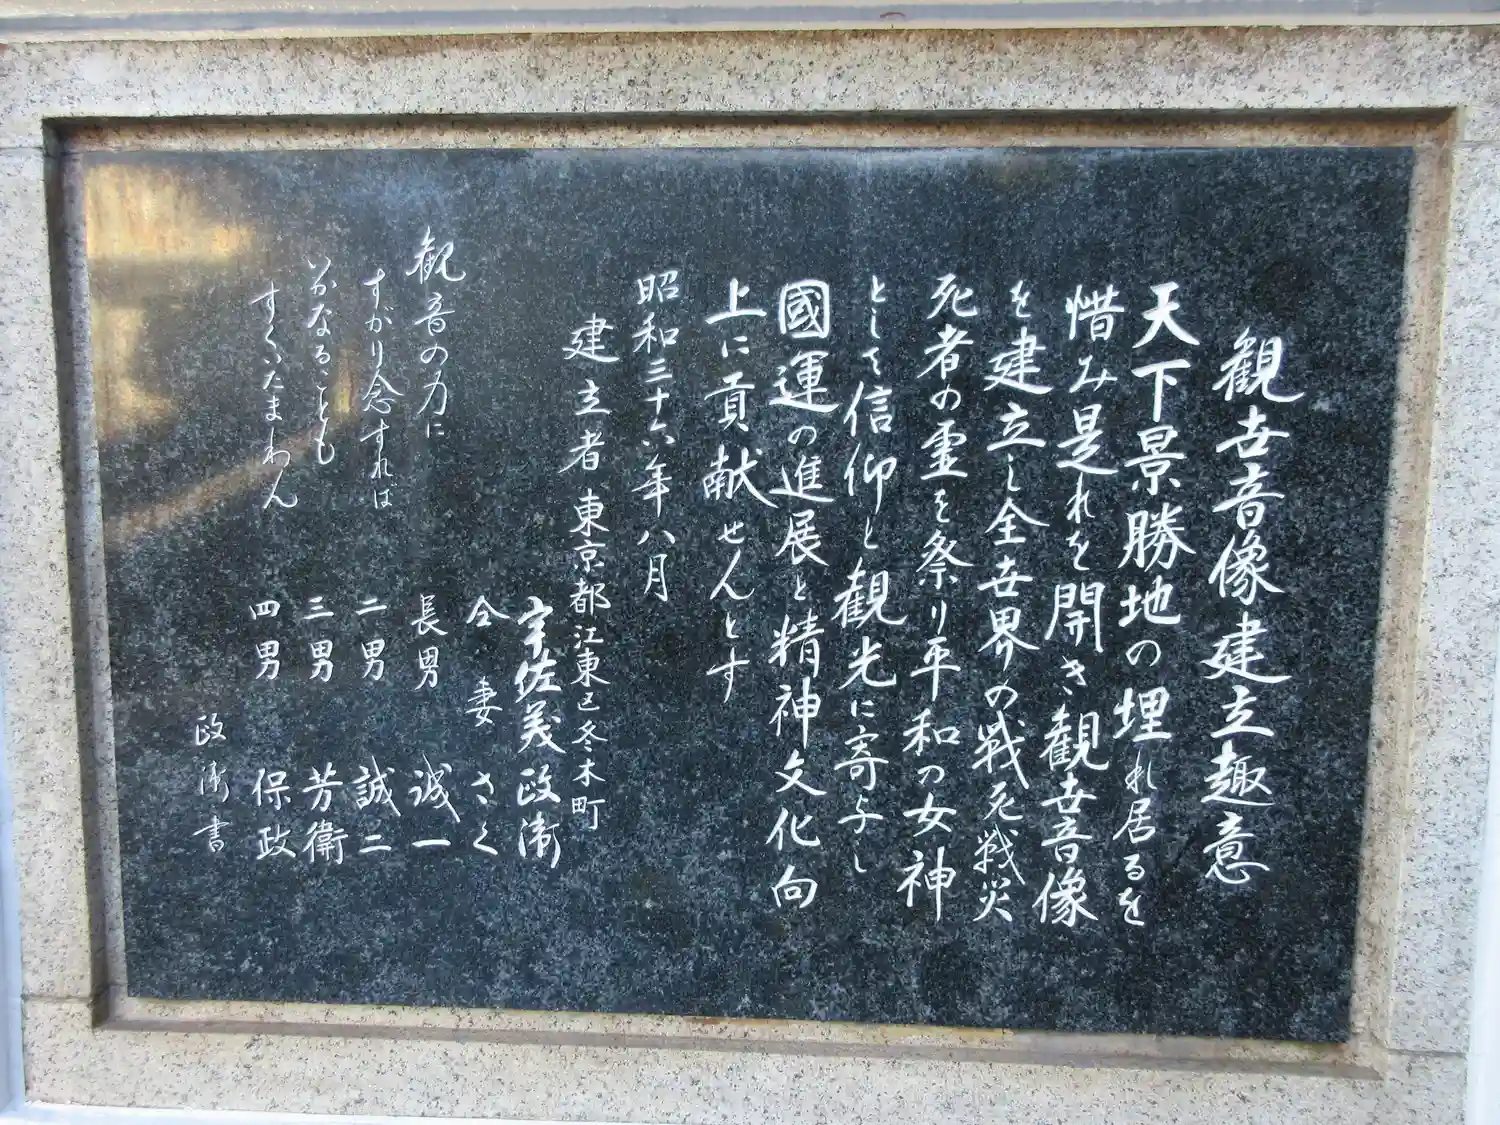 観世音像建立趣意
天下景勝地の埋れ居るを
惜み是れを開き観世音像
を建立し全世界の戦死戦災
死者の霊を祭り平和の女神
として信仰と観光に寄与し
國運の進展と精神文化向
上に貢献せんとす
昭和三十六年八月
建立者 東京都江東区冬木町
宇佐美政衛
仝 妻 さく
長男 誠一
二男 誠二
三男 芳衛
四男 保政
観音の力に
すがり念すれば
いかなることも
すくいたまわん
政衛書